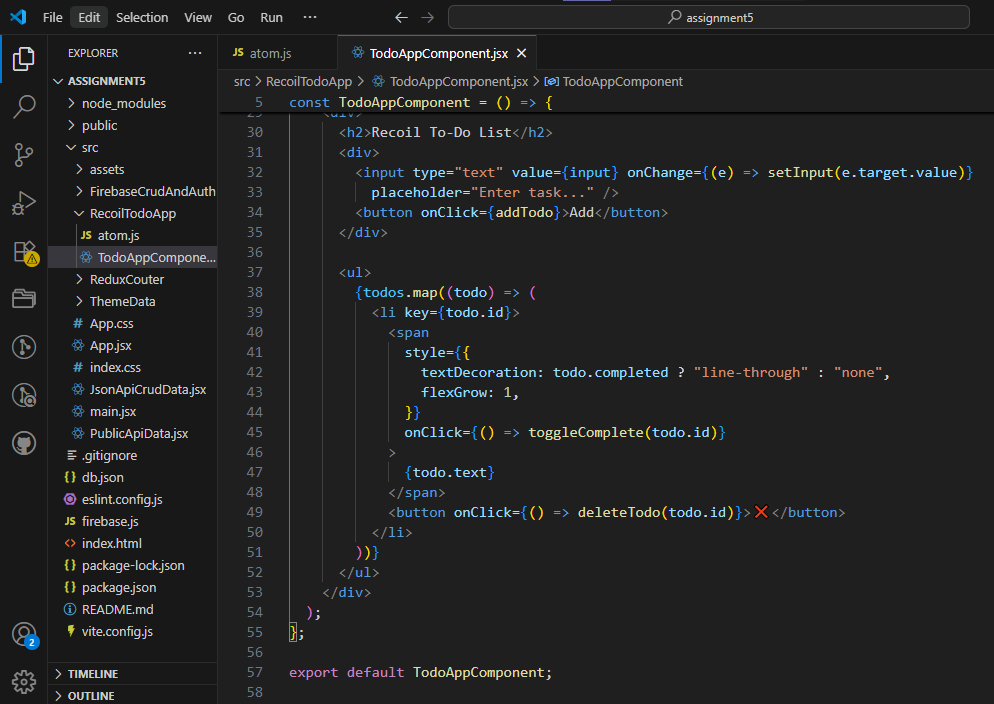 File Edit Selection View Go Run ··· assignment5
EXPLORER ···
ASSIGNMENT5
node_modules
public
src
assets
FirebaseCrudAndAuth
RecoilTodoApp
JS atom.js
TodoAppCompone...
ReduxCouter
ThemeData
# App.css
App.jsx
# index.css
JsonApiCrudData.jsx
main.jsx
PublicApiData.jsx
.gitignore
{} db.json
eslint.config.js
JS firebase.js
<> index.html
{} package-lock.json
{} package.json
README.md
vite.config.js
TIMELINE
OUTLINE
2
JS atom.js TodoAppComponent.jsx ×
src > RecoilTodoApp > TodoAppComponent.jsx > TodoAppComponent
5 const TodoAppComponent = () => {
29 <div>
30 <h2>Recoil To-Do List</h2>
31 <div>
32 <input type="text" value={input} onChange={(e) => setInput(e.target.value)}
33 placeholder="Enter task..." />
34 <button onClick={addTodo}>Add</button>
35 </div>
36
37 <ul>
38 {todos.map((todo) => (
39 <li key={todo.id}>
40 <span
41 style={{
42 textDecoration: todo.completed ? "line-through" : "none",
43 flexGrow: 1,
44 }}
45 onClick={() => toggleComplete(todo.id)}
46 >
47 {todo.text}
48 </span>
49 <button onClick={() => deleteTodo(todo.id)}>❌</button>
50 </li>
51 ))}
52 </ul>
53 </div>
54 );
55 };
56
57 export default TodoAppComponent;
58